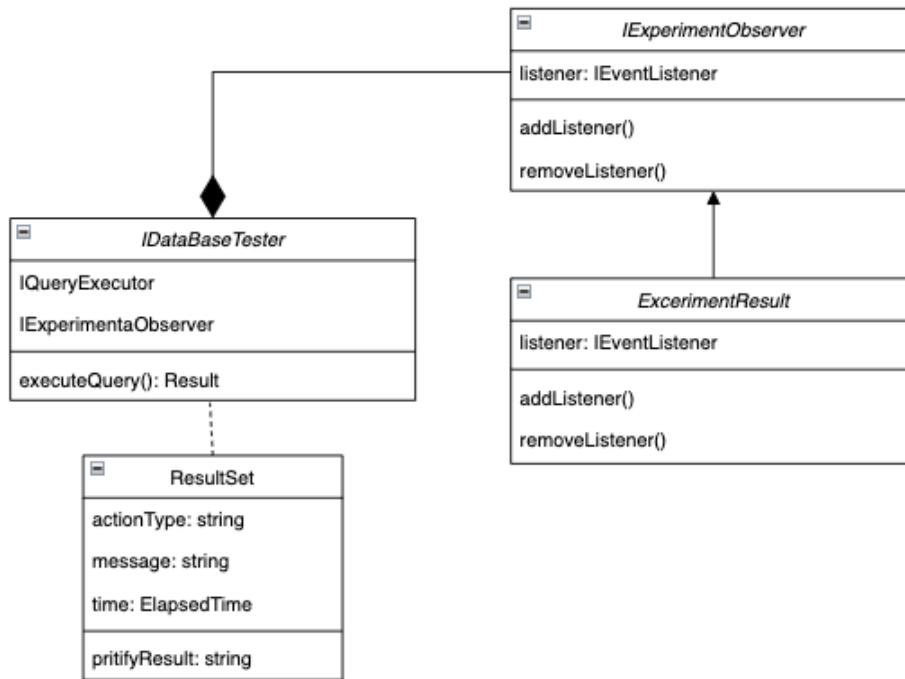 IExperimentObserver
listener: IEventListener
addListener()
removeListener()
IDataBaseTester
IQueryExecutor
IExperimentaObserver
executeQuery(): Result
ExcerimentResult
listener: IEventListener
addListener()
removeListener()
ResultSet
actionType: string
message: string
time: ElapsedTime
pritifyResult: string